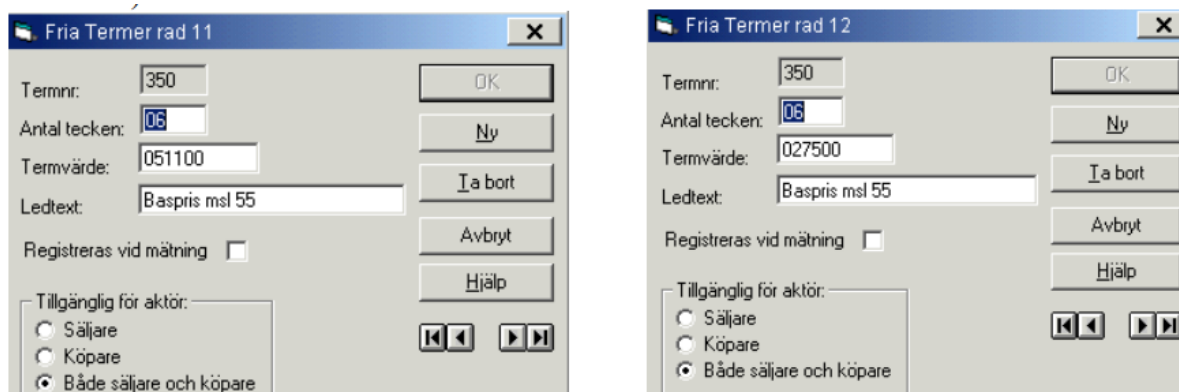 Fria Termer rad 11
Termnr:
350
OK
Antal tecken:
06
Ny
Termvärde:
051100
Ta bort
Ledtext:
Baspris msl 55
Registreras vid mätning
Avbryt
Hjälp
Tillgänglig för aktör:
Säljare
Köpare
Både säljare och köpare
Fria Termer rad 12
Termnr:
350
OK
Antal tecken:
06
Ny
Termvärde:
027500
Ta bort
Ledtext:
Baspris msl 55
Registreras vid mätning
Avbryt
Hjälp
Tillgänglig för aktör:
Säljare
Köpare
Både säljare och köpare